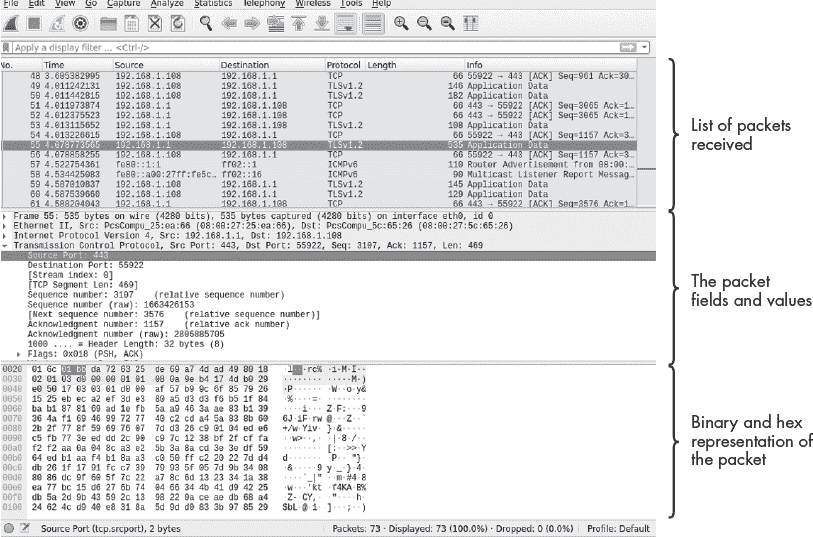 File Edit View Go Capture Analyze Statistics Telephony Wireless Tools Help
Apply a display filter ... <Ctrl-/>
No. Time Source Destination Protocol Length Info
48 3.605382995 192.168.1.108 192.168.1.1 TCP 66 55922 → 443 [ACK] Seq=961 Ack=30…
49 4.011242131 192.168.1.108 192.168.1.1 TLSv1.2 146 Application Data
50 4.011442815 192.168.1.108 192.168.1.1 TLSv1.2 182 Application Data
51 4.011973874 192.168.1.1 192.168.1.108 TCP 66 443 → 55922 [ACK] Seq=3065 Ack=1…
52 4.012375523 192.168.1.1 192.168.1.108 TCP 66 443 → 55922 [ACK] Seq=3065 Ack=1…
53 4.013115652 192.168.1.1 192.168.1.108 TLSv1.2 108 Application Data
54 4.013226615 192.168.1.108 192.168.1.1 TCP 66 55922 → 443 [ACK] Seq=1157 Ack=3…
55 4.078773565 192.168.1.1 192.168.1.108 TLSv1.2 535 Application Data
56 4.078858255 192.168.1.108 192.168.1.1 TCP 66 55922 → 443 [ACK] Seq=1157 Ack=3…
57 4.522754361 fe80::1:1 ff02::1 ICMPv6 110 Router Advertisement from 08:00:…
58 4.534425083 fe80::a00:27ff:fe5c… ff02::16 ICMPv6 90 Multicast Listener Report Messag…
59 4.587010837 192.168.1.108 192.168.1.1 TLSv1.2 145 Application Data
60 4.587539660 192.168.1.108 192.168.1.1 TLSv1.2 129 Application Data
61 4.588204043 192.168.1.1 192.168.1.108 TCP 66 443 → 55922 [ACK] Seq=3576 Ack=1…
List of packets
received
Frame 55: 535 bytes on wire (4280 bits), 535 bytes captured (4280 bits) on interface eth0, id 0
Ethernet II, Src: PcsCompu_25:ea:66 (08:00:27:25:ea:66), Dst: PcsCompu_5c:65:26 (08:00:27:5c:65:26)
Internet Protocol Version 4, Src: 192.168.1.1, Dst: 192.168.1.108
Transmission Control Protocol, Src Port: 443, Dst Port: 55922, Seq: 3107, Ack: 1157, Len: 469
Source Port: 443
Destination Port: 55922
[Stream index: 0]
[TCP Segment Len: 469]
Sequence number: 3107 (relative sequence number)
Sequence number (raw): 1663426153
[Next sequence number: 3576 (relative sequence number)]
Acknowledgment number: 1157 (relative ack number)
Acknowledgment number (raw): 2806885705
1000 .... = Header Length: 32 bytes (8)
Flags: 0x018 (PSH, ACK)
The packet
fields and values
0020 01 6c 01 bb da 72 63 25 de 69 a7 4d ad 49 80 18
0030 02 01 03 d0 00 00 01 01 08 0a 9e b4 17 4d b0 29
0040 e0 50 17 03 03 01 d0 00 af 57 b9 9c 6f 85 79 26
0050 15 25 eb ec a2 ef 3d e3 80 a5 d3 d3 f6 b5 1f 84
0060 ba b1 87 81 69 ad 1e fb 5a a9 46 3a ae 83 b1 39
0070 36 4a f1 69 46 99 72 77 40 c2 cd a4 5a 83 8b 60
0080 2b 2f 77 8f 59 69 76 07 7d d3 26 c9 01 04 ed e6
0090 c5 fb 77 3e ed dd 2c 90 c9 7c 12 38 bf 2f cf fa
00a0 f2 f2 aa 0a 04 8c a3 e2 5b 3a 8a cd 3e 3e df 59
00b0 64 ed b1 aa f4 b1 8a a3 c0 50 ff c2 20 22 7d d4
00c0 db 26 1f 17 91 fc c7 39 79 93 5f 05 7d 9b 34 08
00d0 80 86 dc 9f 60 5f 7c 22 a7 8c 6d 13 23 34 1a 38
00e0 ea 77 bc 15 d6 27 6b 74 04 66 34 4b 41 d9 42 25
00f0 db 5a 2d 9b 43 59 2c 13 98 22 0a ce ae db 68 a4
0100 24 62 4c d9 40 e8 31 8a 5d 9d d0 83 3b 97 85 29
Binary and hex
representation of
the packet
Source Port (tcp.srcport), 2 bytes Packets: 73 · Displayed: 73 (100.0%) · Dropped: 0 (0.0%) Profile: Default